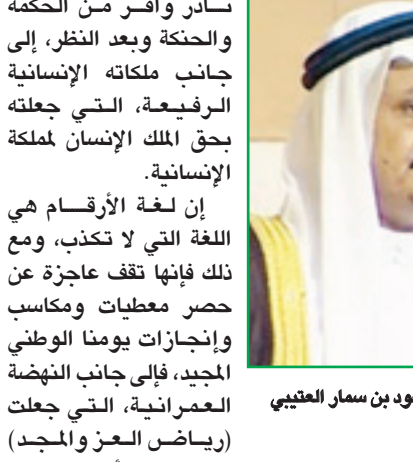 نادر وافر من الحكمة
والحنكة وبعد النظر، إلى
جانب ملكاته الإنسانية
الرفيعة، التي جعلته
بحق الملك الإنسان لمملكة
الإنسانية.
إن لغة الأرقام هي
اللغة التي لا تكذب، ومع
ذلك فإنها تقف عاجزة عن
حصر معطيات ومكاسب
وإنجازات يومنا الوطني
المجيد، فإلى جانب النهضة
العمرانية، التي جعلت
(رياض العز والمجد)
ود بن سمار العتيبي